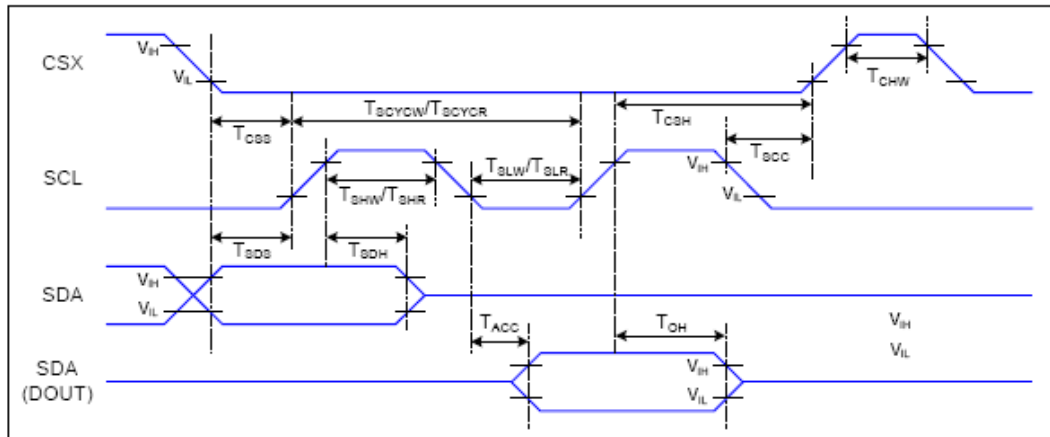 CSX
VIH
VIL
TCHW
TCSS
TSCYCW/TSCYCR
TCSH
SCL
TSHW/TSHR
TSLW/TSLR
VIH
TSCC
VIL
TSDS
TSDH
SDA
VIH
VIL
TACC
TOH
VIH
VIL
SDA
(DOUT)
VIH
VIL